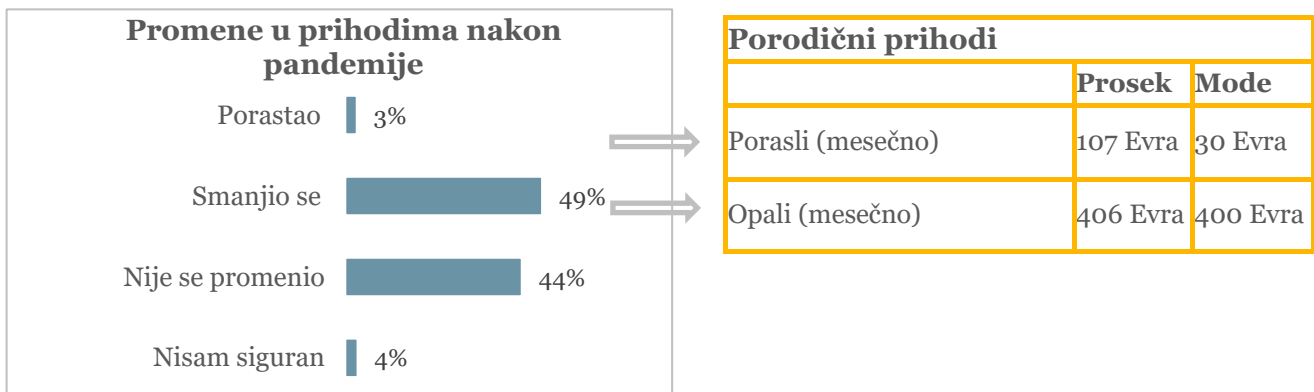 Promene u prihodima nakon
pandemije
Porastao 3%
Smanjio se 49%
Nije se promenio 44%
Nisam siguran 4%
Porodični prihodi
Prosek Mode
Porasli (mesečno) 107 Evra 30 Evra
Opali (mesečno) 406 Evra 400 Evra